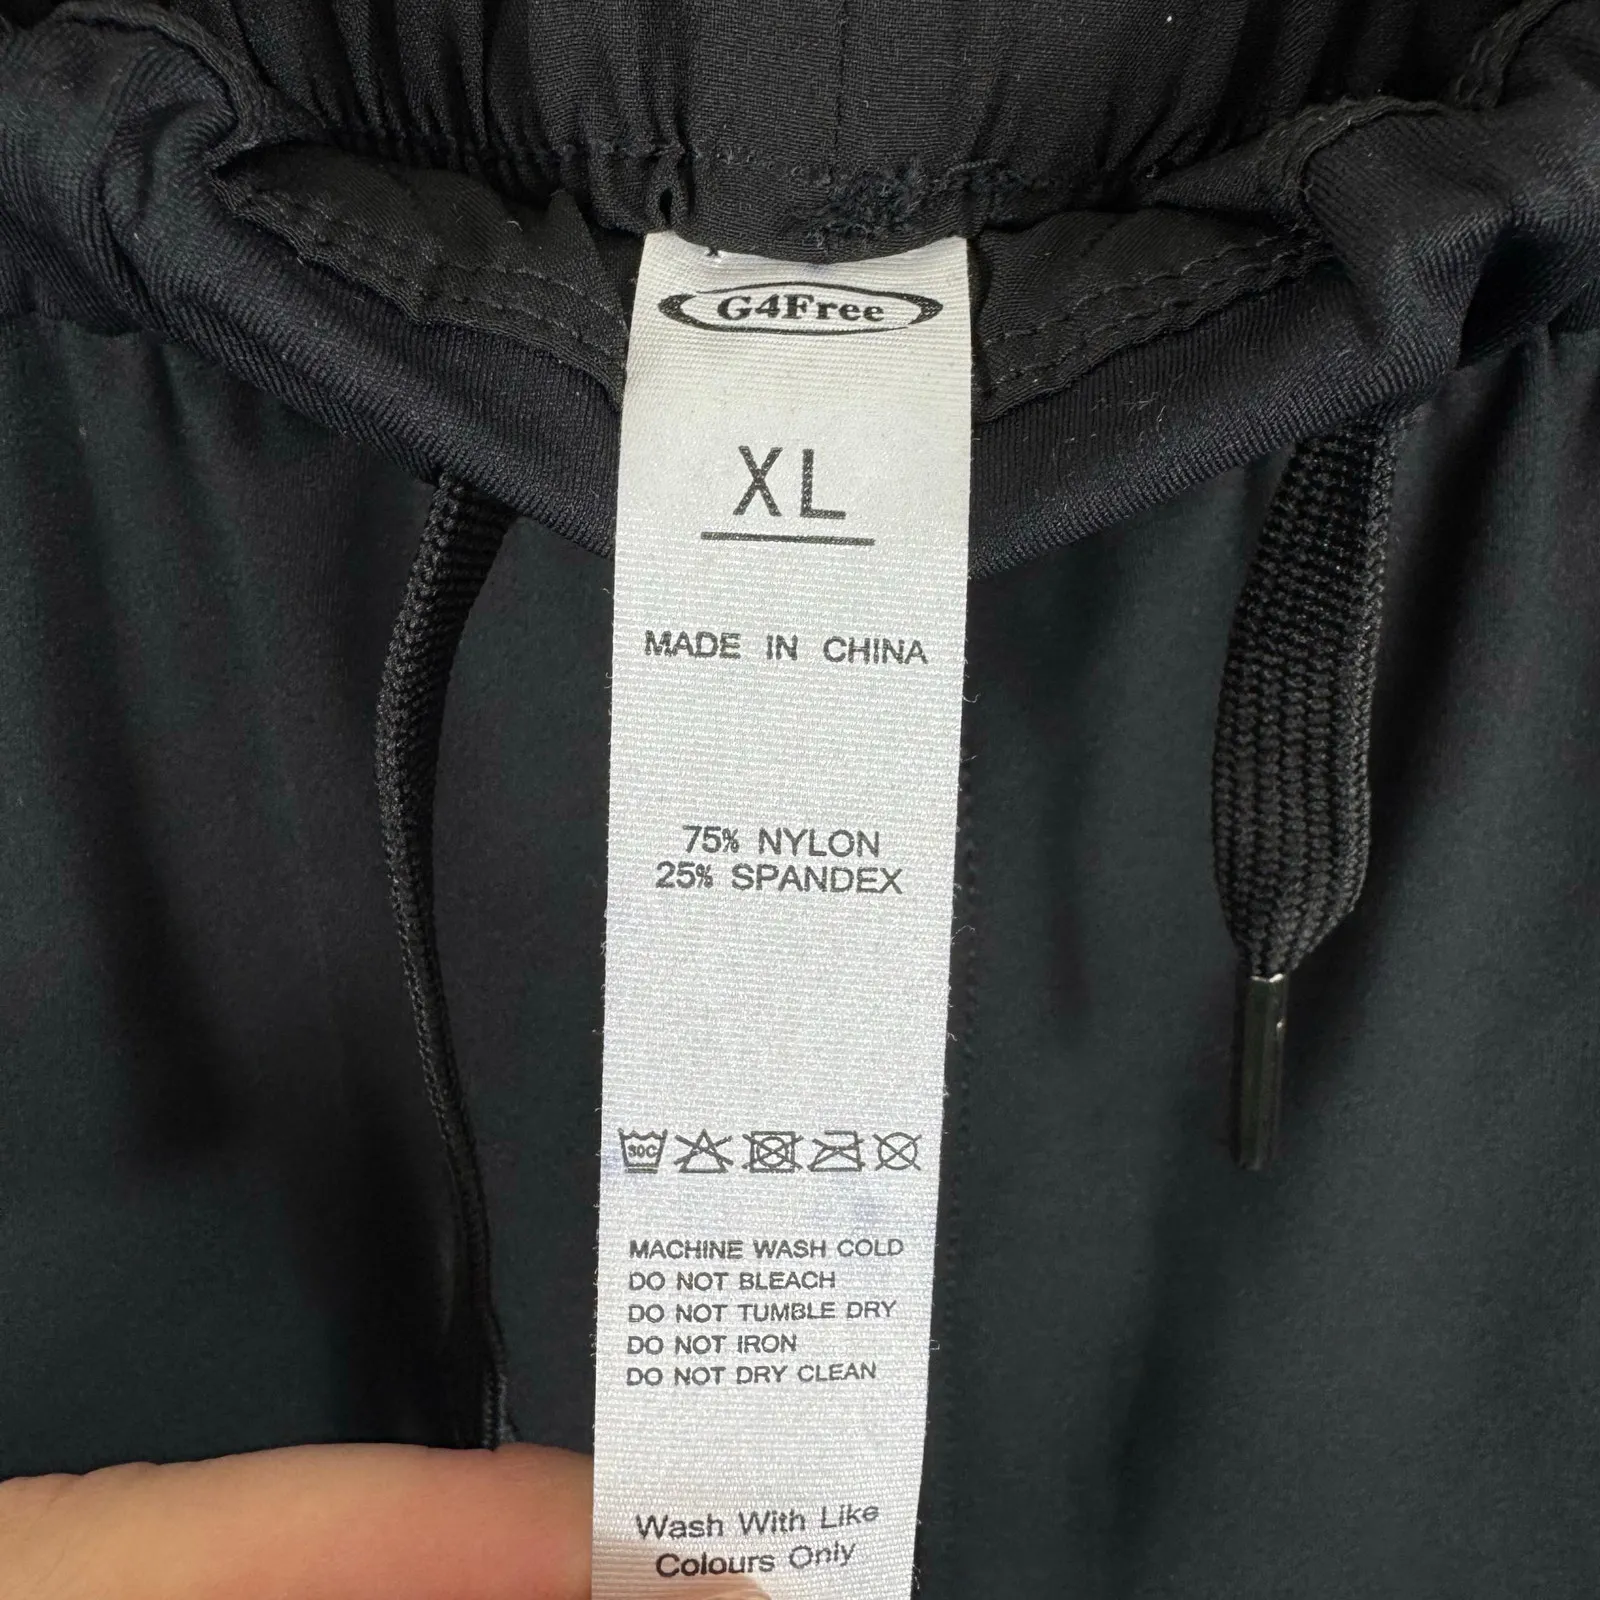 G4Free
XL
MADE IN CHINA
75% NYLON
25% SPANDEX
30C
MACHINE WASH COLD
DO NOT BLEACH
DO NOT TUMBLE DRY
DO NOT IRON
DO NOT DRY CLEAN
Wash With Like
Colours Only